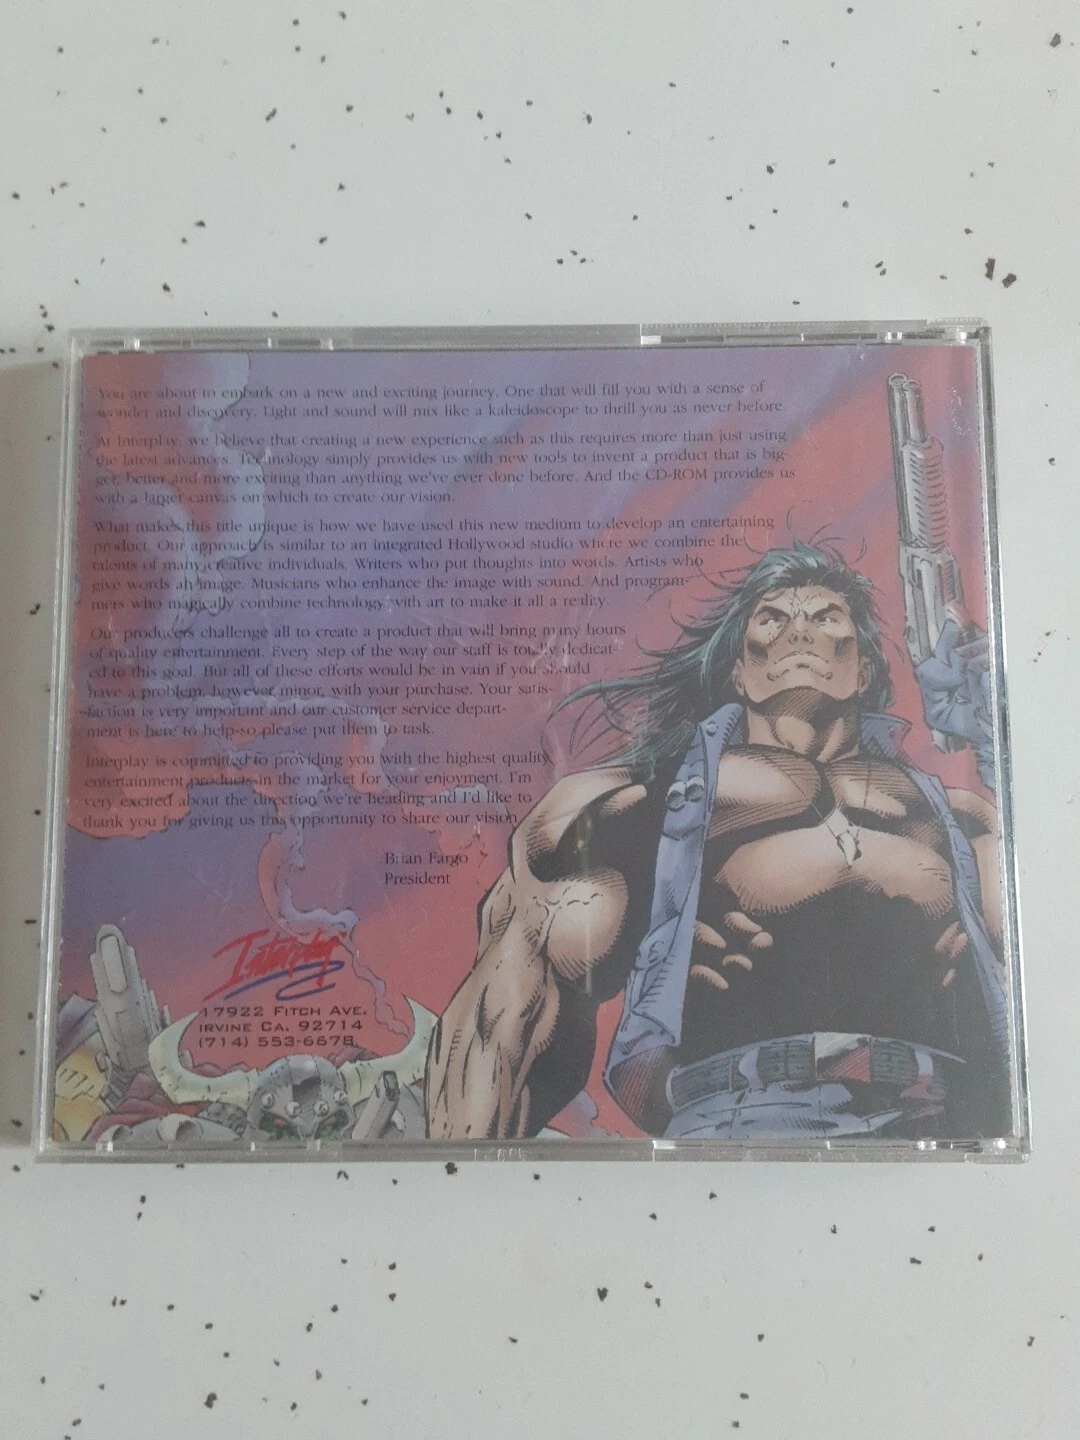 You are about to embark on a new and exciting journey. One that will fill you with a sense of
wonder and discovery. Light and sound will mix like a kaleidoscope to thrill you as never before.
At Interplay, we believe that creating a new experience such as this requires more than just using
the latest advances. Technology simply provides us with new tools to invent a product that is big-
ger, better and more exciting than anything we've ever done before. And the CD-ROM provides us
with a larger canvas on which to create our vision.
What makes this title unique is how we have used this new medium to develop an entertaining
product. Our approach is similar to an integrated Hollywood studio where we combine the
talents of many creative individuals. Writers who put thoughts into words. Artists who
give words an image. Musicians who enhance the image with sound. And program-
mers who magically combine technology with art to make it all a reality.
Our producers challenge all to create a product that will bring many hours
of quality entertainment. Every step of the way our staff is totally dedicat-
ed to this goal. But all of these efforts would be in vain if you should
have a problem, however minor, with your purchase. Your satis-
faction is very important and our customer service depart-
ment is here to help-so please put them to task.
Interplay is committed to providing you with the highest quality
entertainment products in the market for your enjoyment. I'm
very excited about the direction we're heading and I'd like to
thank you for giving us this opportunity to share our vision.
Brian Fargo
President
Interplay
17922 FITCH AVE.
IRVINE CA. 92714
(714) 553-6678